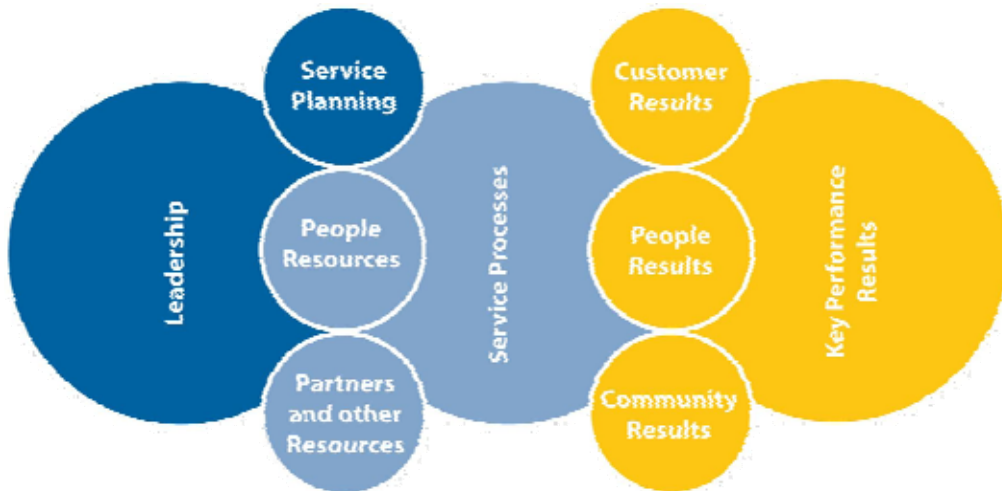 Leadership
Service
Planning
People
Resources
Partners
and other
Resources
Service Processes
Customer
Results
People
Results
Community
Results
Key Performance
Results